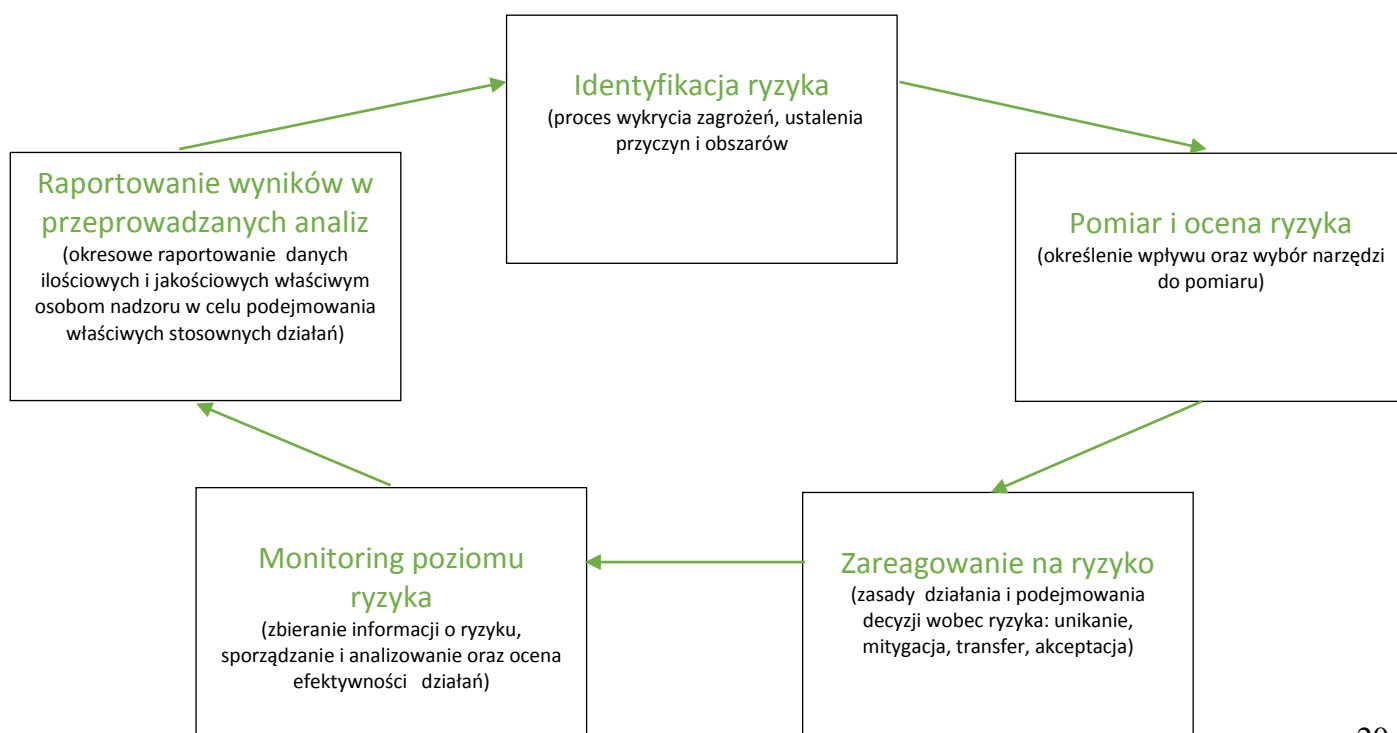 Identyfikacja ryzyka
(proces wykrycia zagrożeń, ustalenia
przyczyn i obszarów
Pomiar i ocena ryzyka
(określenie wpływu oraz wybór narzędzi
do pomiaru)
Zareagowanie na ryzyko
(zasady działania i podejmowania
decyzji wobec ryzyka: unikanie,
mitygacja, transfer, akceptacja)
Monitoring poziomu
ryzyka
(zbieranie informacji o ryzyku,
sporządzanie i analizowanie oraz ocena
efektywności działań)
Raportowanie wyników w
przeprowadzanych analiz
(okresowe raportowanie danych
ilościowych i jakościowych właściwym
osobom nadzoru w celu podejmowania
właściwych stosownych działań)